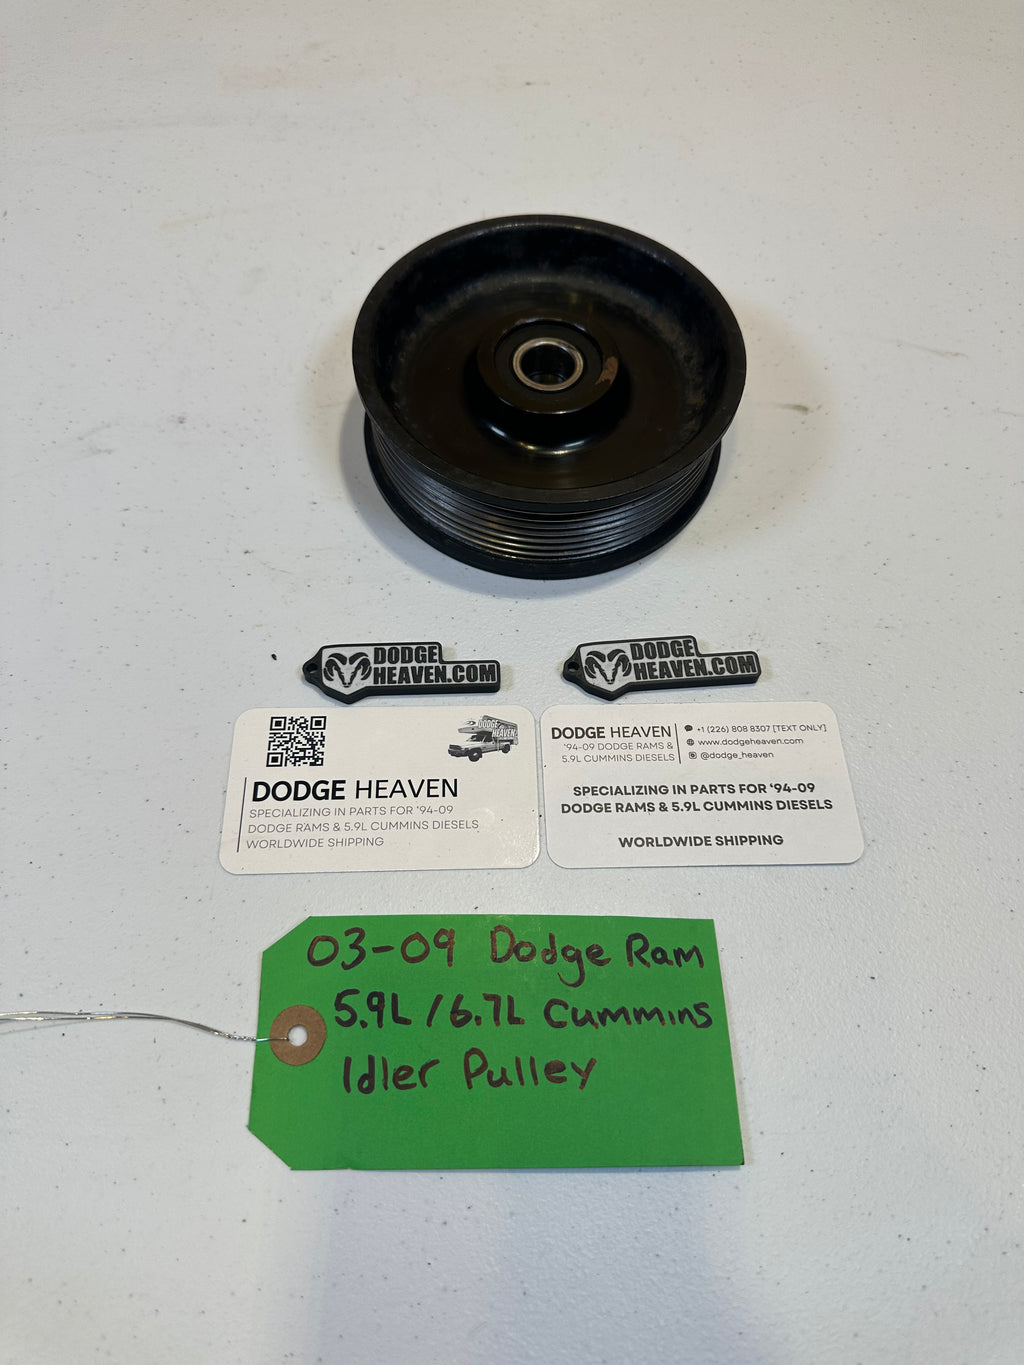 DODGE
HEAVEN.COM
DODGE
HEAVEN.COM
DODGE
HEAVEN
DODGE HEAVEN
SPECIALIZING IN PARTS FOR '94-09
DODGE RAMS & 5.9L CUMMINS DIESELS
WORLDWIDE SHIPPING
DODGE HEAVEN
'94-09 DODGE RAMS &
5.9L CUMMINS DIESELS
+1 (226) 808 8307 [TEXT ONLY]
www.dodgeheaven.com
@dodge_heaven
SPECIALIZING IN PARTS FOR '94-09
DODGE RAMS & 5.9L CUMMINS DIESELS
WORLDWIDE SHIPPING
03-09 Dodge Ram
5.9L / 6.7L Cummins
Idler Pulley